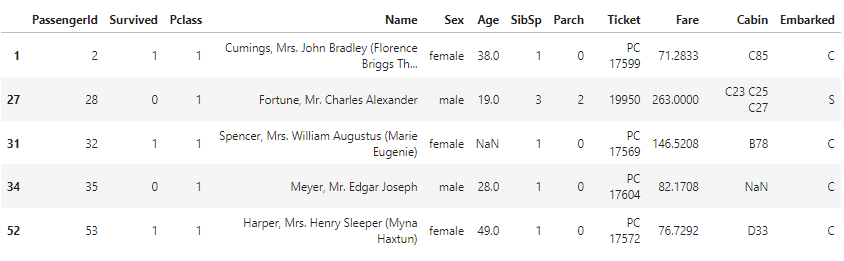 PassengerId Survived Pclass Name Sex Age SibSp Parch Ticket Fare Cabin Embarked
1 2 1 1 Cumings, Mrs. John Bradley (Florence Briggs Th... female 38.0 1 0 PC 17599 71.2833 C85 C
27 28 0 1 Fortune, Mr. Charles Alexander male 19.0 3 2 19950 263.0000 C23 C25 C27 S
31 32 1 1 Spencer, Mrs. William Augustus (Marie Eugenie) female NaN 1 0 PC 17569 146.5208 B78 C
34 35 0 1 Meyer, Mr. Edgar Joseph male 28.0 1 0 PC 17604 82.1708 NaN C
52 53 1 1 Harper, Mrs. Henry Sleeper (Myna Haxtun) female 49.0 1 0 PC 17572 76.7292 D33 C